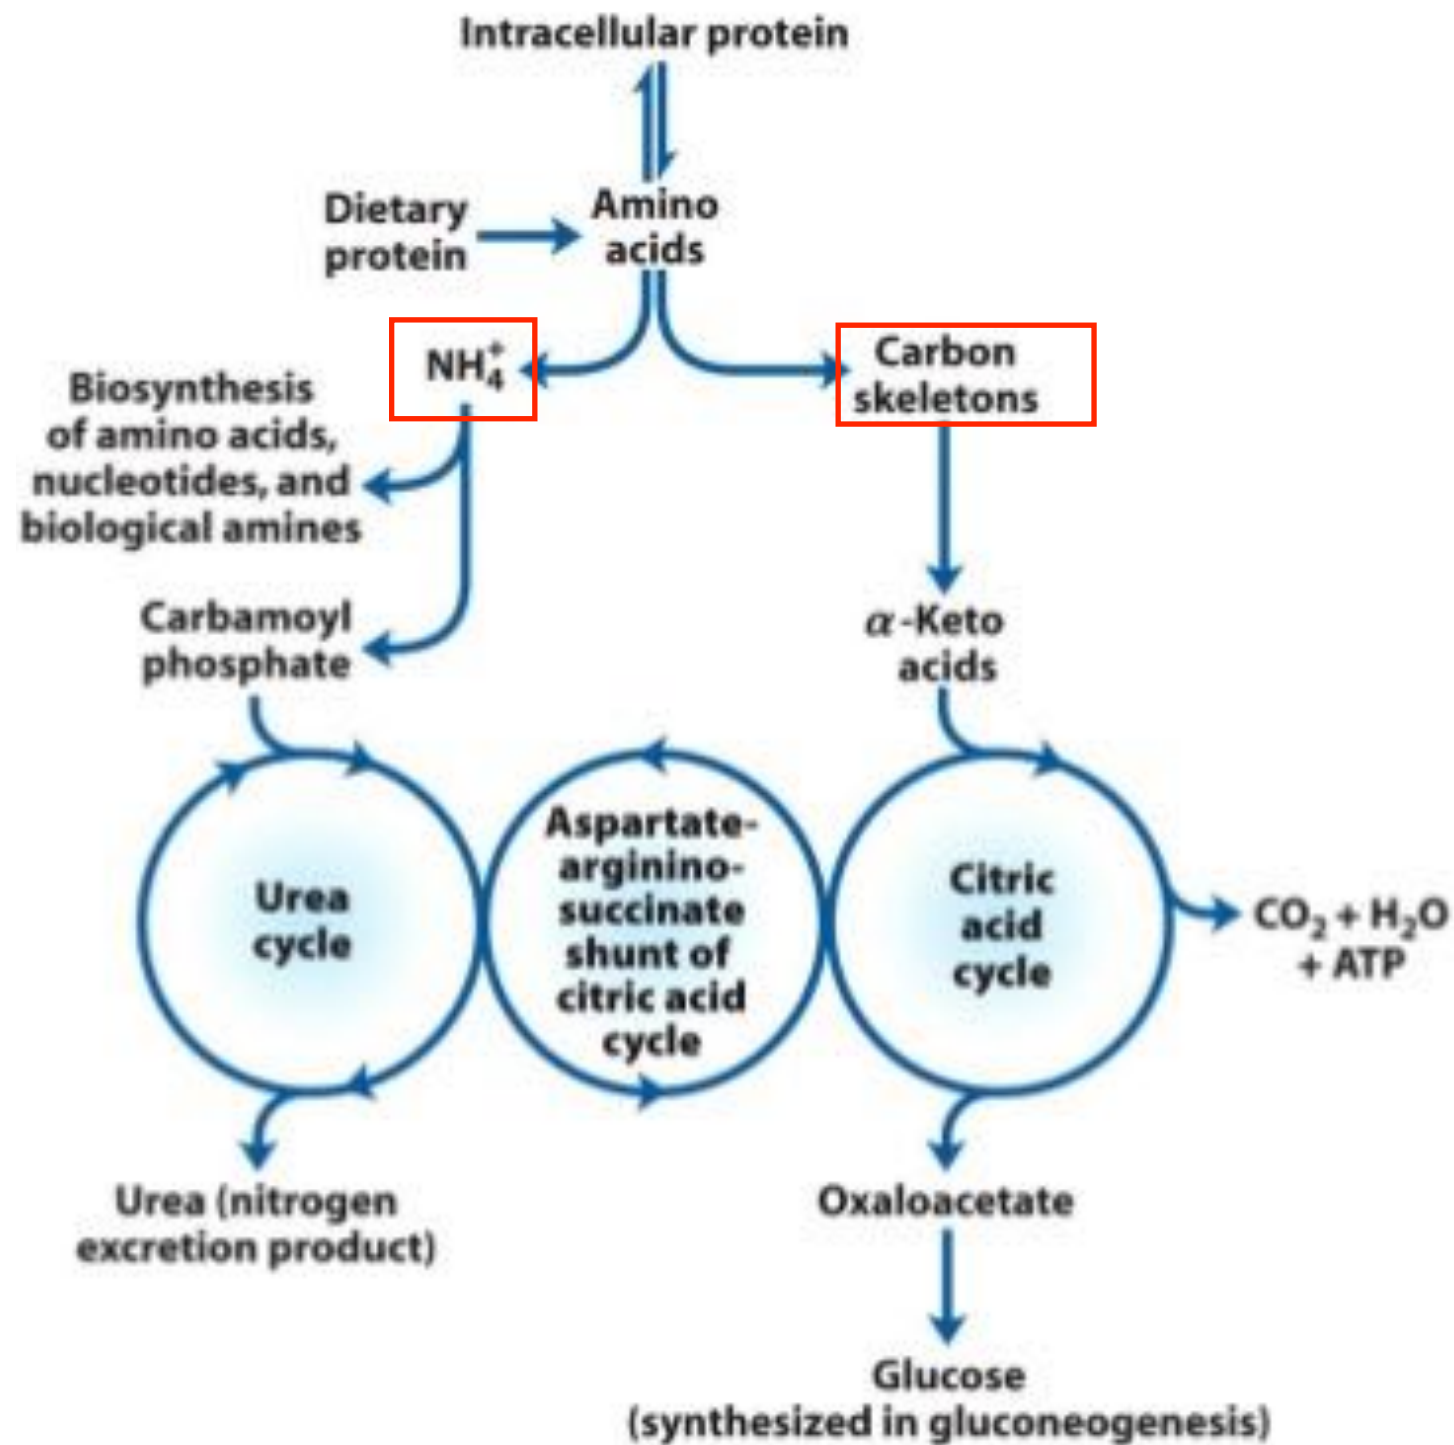 Intracellular protein
Dietary
protein
Amino
acids
NH₄⁺
Carbon
skeletons
Biosynthesis
of amino acids,
nucleotides, and
biological amines
Carbamoyl
phosphate
α-Keto
acids
Urea
cycle
Aspartate-
arginino-
succinate
shunt of
citric acid
cycle
Citric
acid
cycle
CO₂ + H₂O
+ ATP
Urea (nitrogen
excretion product)
Oxaloacetate
Glucose
(synthesized in gluconeogenesis)